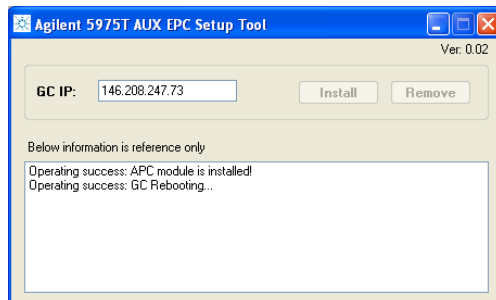 Agilent 5975T AUX EPC Setup Tool
Ver: 0.02
GC IP: 146.208.247.73 Install Remove
Below information is reference only
Operating success: APC module is installed!
Operating success: GC Rebooting...